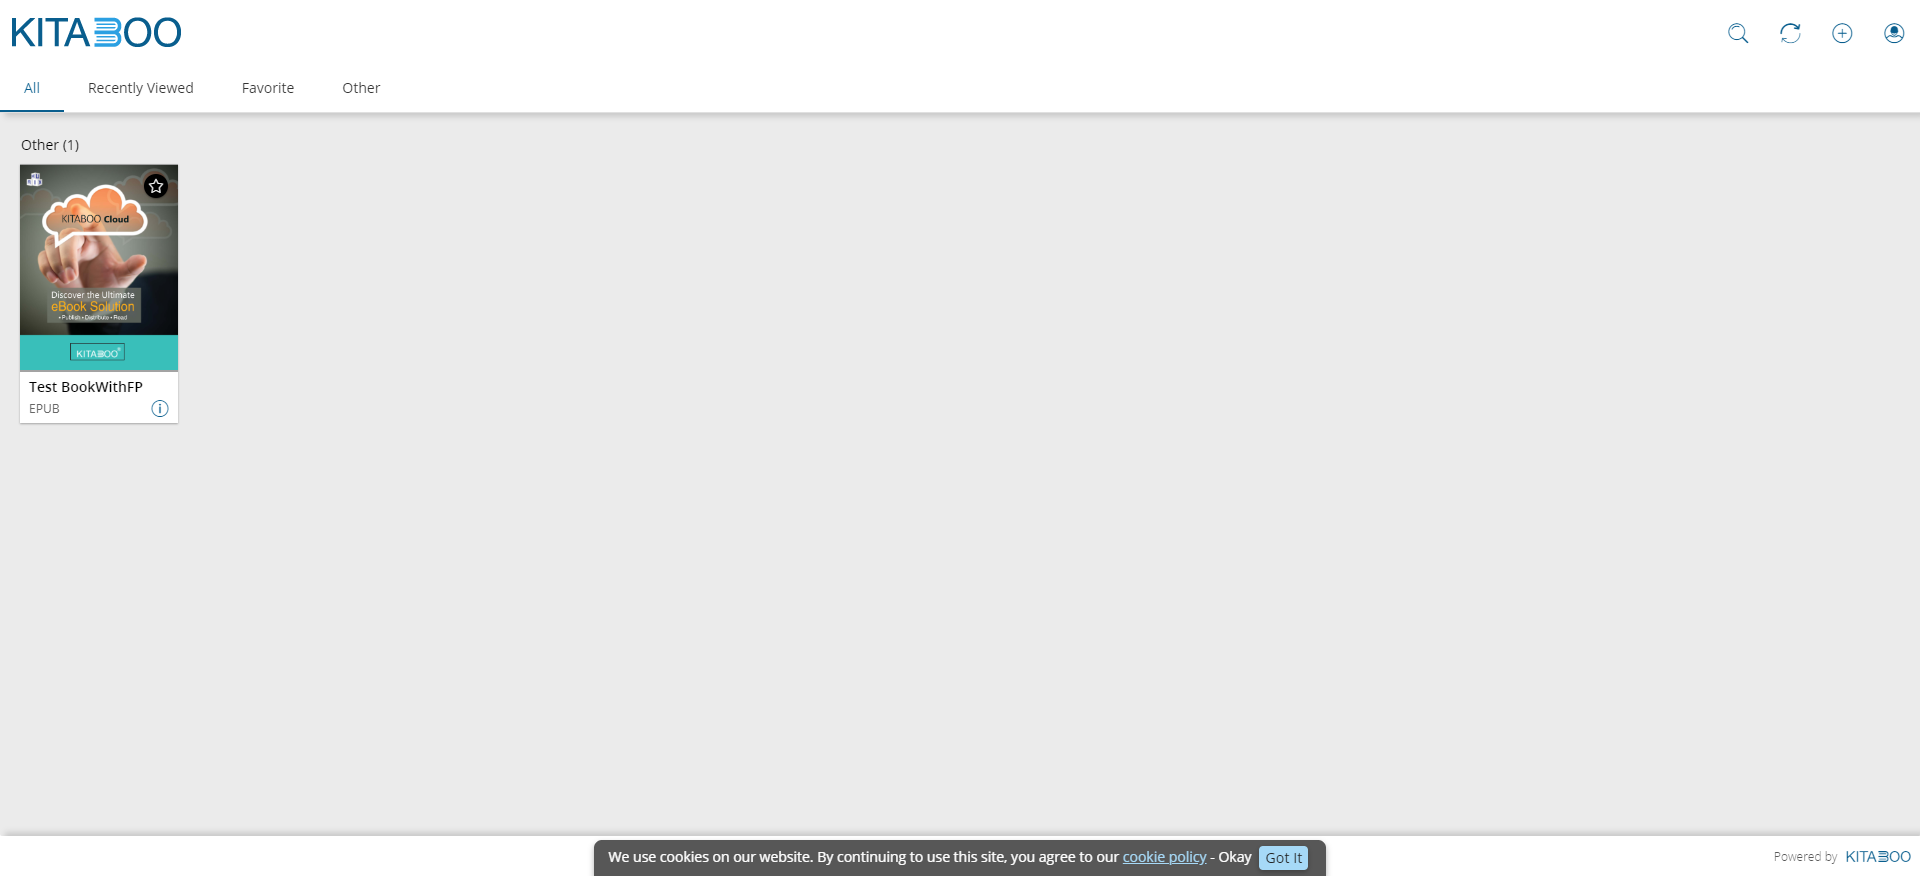 KITABOO
All Recently Viewed Favorite Other
Other (1)
KITABOO Cloud
Discover the Ultimate
eBook Solution
• Publish • Distribute • Read
KITABOO®
Test BookWithFP
EPUB
We use cookies on our website. By continuing to use this site, you agree to our cookie policy - Okay Got It
Powered by KITABOO